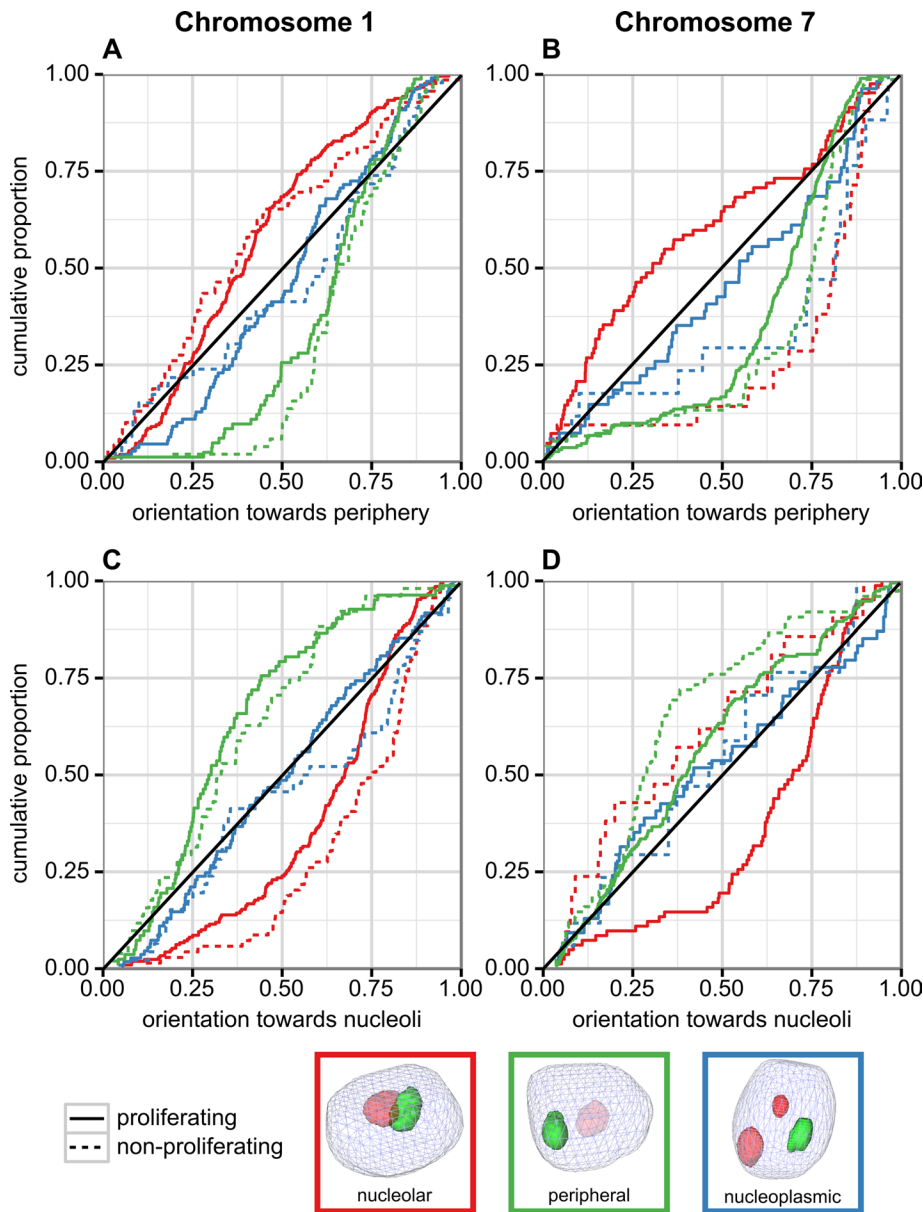 Chromosome 1
Chromosome 7
A
B
1.00
0.75
0.50
0.25
0.00
cumulative proportion
0.00 0.25 0.50 0.75 1.00
orientation towards periphery
1.00
0.75
0.50
0.25
0.00
0.00 0.25 0.50 0.75 1.00
orientation towards periphery
C
D
1.00
0.75
0.50
0.25
0.00
cumulative proportion
0.00 0.25 0.50 0.75 1.00
orientation towards nucleoli
1.00
0.75
0.50
0.25
0.00
0.00 0.25 0.50 0.75 1.00
orientation towards nucleoli
proliferating
non-proliferating
nucleolar
peripheral
nucleoplasmic